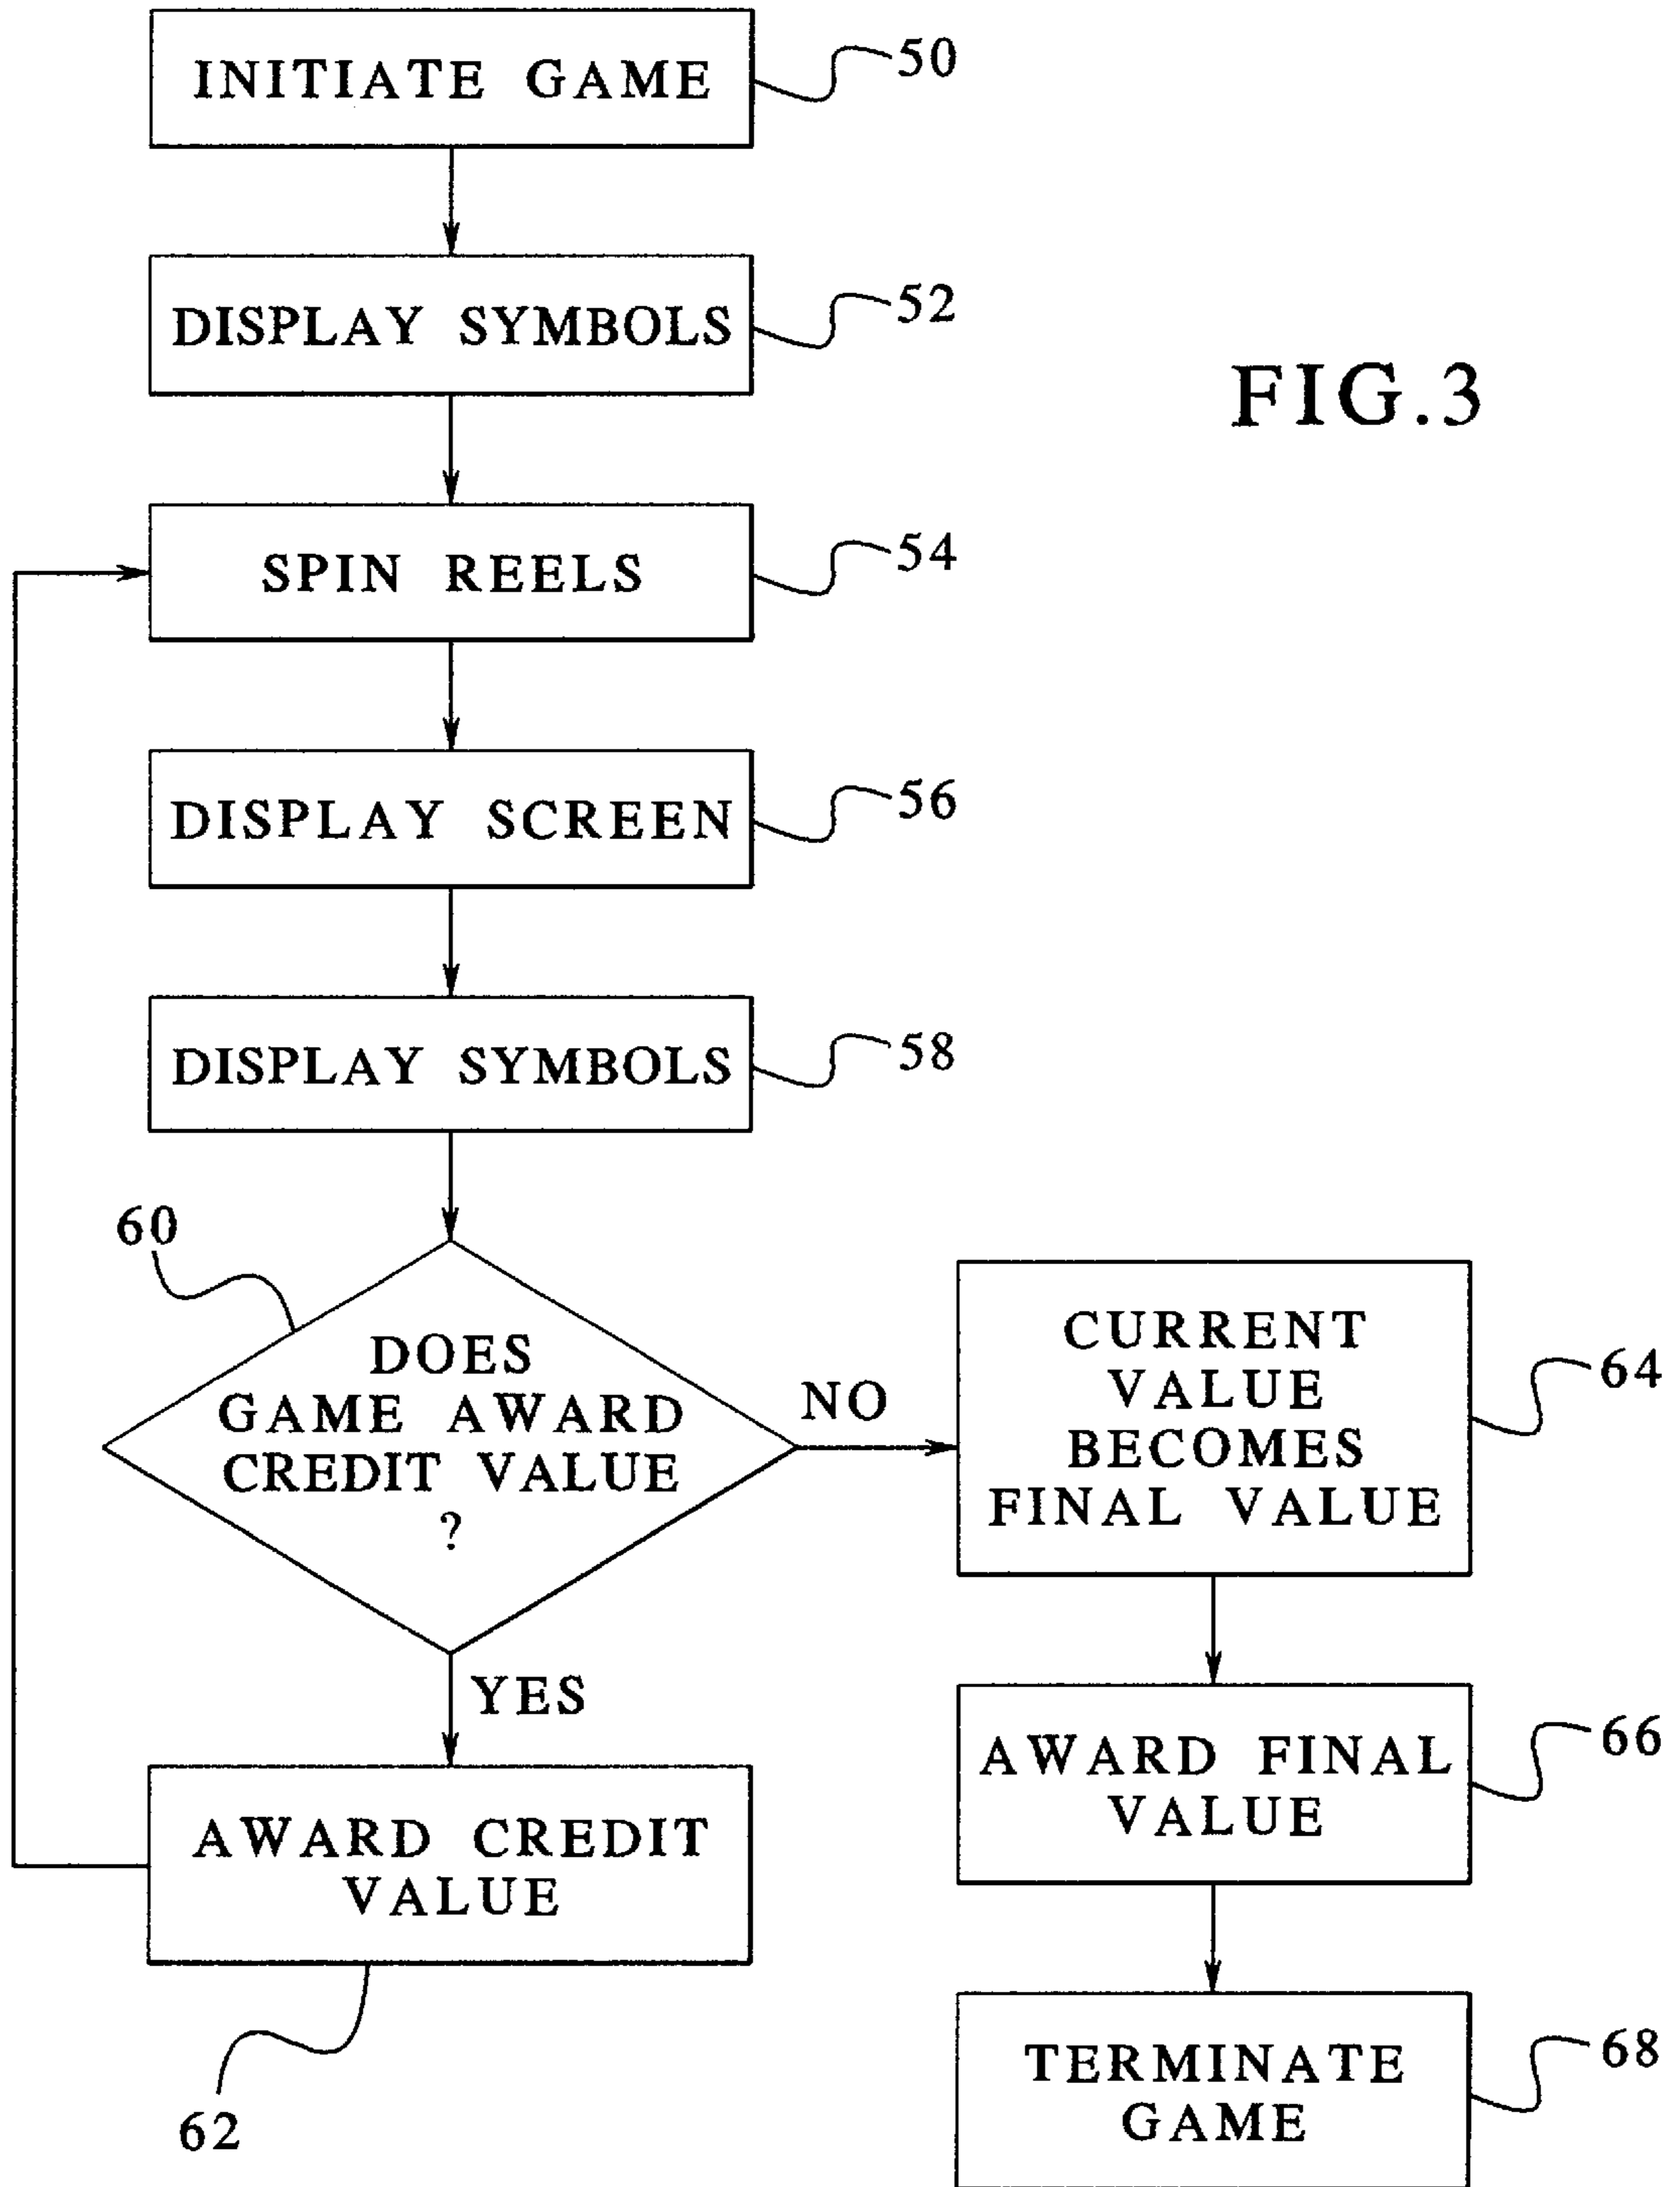 INITIATE GAME
50
DISPLAY SYMBOLS
52
FIG.3
SPIN REELS
54
DISPLAY SCREEN
56
DISPLAY SYMBOLS
58
60
DOES
GAME AWARD
CREDIT VALUE
?
NO
YES
CURRENT
VALUE
BECOMES
FINAL VALUE
64
AWARD CREDIT
VALUE
62
AWARD FINAL
VALUE
66
TERMINATE
GAME
68